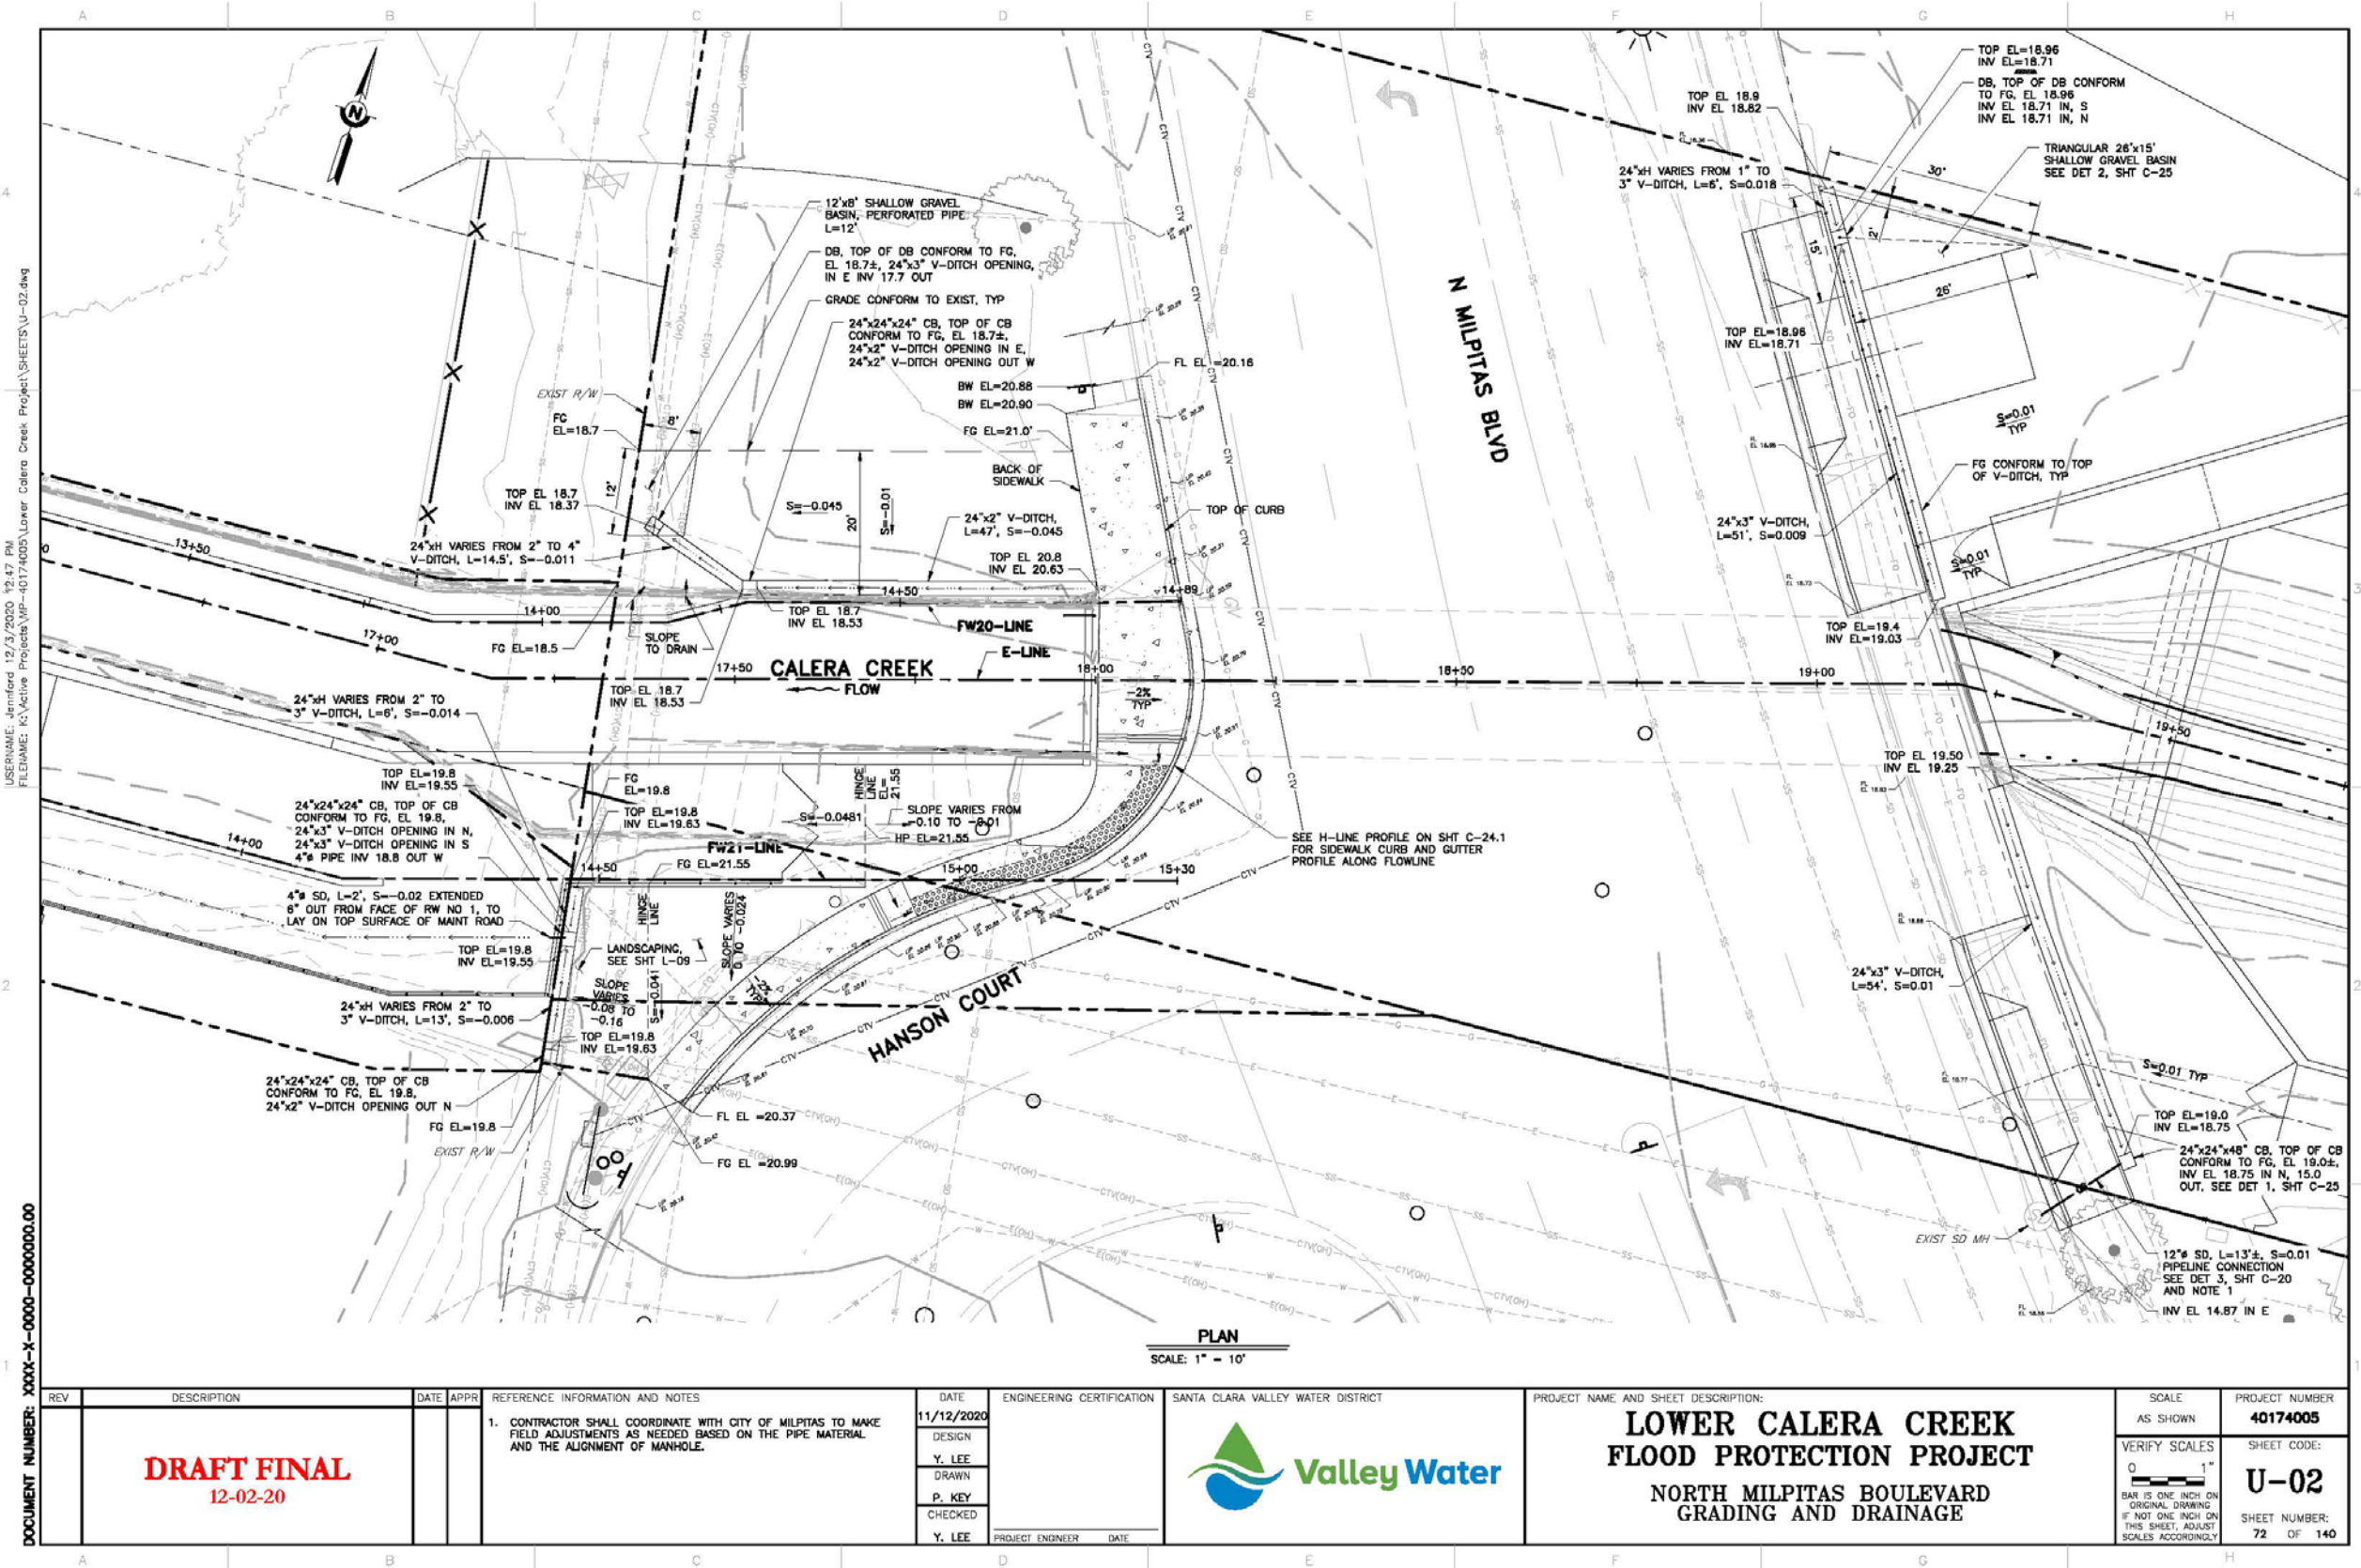 A B C D E F G H
TOP EL=18.96
INV EL=18.71
DB, TOP OF DB CONFORM
TO FG, EL 18.96
INV EL 18.71 IN, S
INV EL 18.71 IN, N
TOP EL 18.9
INV EL 18.82
TRIANGULAR 26'x15'
SHALLOW GRAVEL BASIN
SEE DET 2, SHT C-25
24"xH VARIES FROM 1" TO
3" V-DITCH, L=6', S=0.018
30'
2'
15'
26'
N
12'x8' SHALLOW GRAVEL
BASIN, PERFORATED PIPE
L=12'
DB, TOP OF DB CONFORM TO FG,
EL 18.7±, 24"x3" V-DITCH OPENING,
IN E INV 17.7 OUT
GRADE CONFORM TO EXIST, TYP
24"x24"x24" CB, TOP OF CB
CONFORM TO FG, EL 18.7±,
24"x2" V-DITCH OPENING IN E,
24"x2" V-DITCH OPENING OUT W
TOP EL=18.96
INV EL=18.71
FL EL =20.16
BW EL=20.88
BW EL=20.90
FG EL=21.0'
EXIST R/W
FG
EL=18.7
8'
N MILPITAS BLVD
S=0.01
TYP
BACK OF
SIDEWALK
FG CONFORM TO TOP
OF V-DITCH, TYP
TOP EL 18.7
INV EL 18.37
12'
S=-0.045
20'
S=-0.01
24"x2" V-DITCH,
L=47', S=-0.045
TOP OF CURB
24"x3" V-DITCH,
L=51', S=0.009
13+50
24"xH VARIES FROM 2" TO 4"
V-DITCH, L=14.5', S=-0.011
TOP EL 20.8
INV EL 20.63
S=0.01
TYP
14+00
14+50
14+89
TOP EL 18.7
INV EL 18.53
FW20-LINE
TOP EL=19.4
INV EL=19.03
17+00
FG EL=18.5
SLOPE
TO DRAIN
E-LINE
17+50
CALERA CREEK
FLOW
18+00
18+50
19+00
TOP EL 18.7
INV EL 18.53
-2%
TYP
24"xH VARIES FROM 2" TO
3" V-DITCH, L=6', S=-0.014
19+50
TOP EL 19.50
INV EL 19.25
TOP EL=19.8
INV EL=19.55
FG
EL=19.8
HINGE
LINE
EL=
21.55
24"x24"x24" CB, TOP OF CB
CONFORM TO FG, EL 19.8,
24"x3" V-DITCH OPENING IN N,
24"x3" V-DITCH OPENING IN S
4"ø PIPE INV 18.8 OUT W
TOP EL=19.8
INV EL=19.63
S=-0.0481
SLOPE VARIES FROM
-0.10 TO -0.01
HP EL=21.55
SEE H-LINE PROFILE ON SHT C-24.1
FOR SIDEWALK CURB AND GUTTER
PROFILE ALONG FLOWLINE
14+00
FW21-LINE
14+50
FG EL=21.55
15+00
15+30
4"ø SD, L=2', S=-0.02 EXTENDED
6" OUT FROM FACE OF RW NO 1, TO
LAY ON TOP SURFACE OF MAINT ROAD
HINGE
LINE
SLOPE VARIES
0 TO -0.024
TOP EL=19.8
INV EL=19.55
LANDSCAPING,
SEE SHT L-09
SLOPE
VARIES
-0.08 TO
-0.16
S=-0.041
-2%
TYP
24"x3" V-DITCH,
L=54', S=0.01
24"xH VARIES FROM 2" TO
3" V-DITCH, L=13', S=-0.006
HANSON COURT
TOP EL=19.8
INV EL=19.63
24"x24"x24" CB, TOP OF CB
CONFORM TO FG, EL 19.8,
24"x2" V-DITCH OPENING OUT N
S=0.01 TYP
FG EL=19.8
FL EL =20.37
TOP EL=19.0
INV EL=18.75
EXIST R/W
FG EL =20.99
24"x24"x48" CB, TOP OF CB
CONFORM TO FG, EL 19.0±,
INV EL 18.75 IN N, 15.0
OUT, SEE DET 1, SHT C-25
EXIST SD MH
12"ø SD, L=13'±, S=0.01
PIPELINE CONNECTION
SEE DET 3, SHT C-20
AND NOTE 1
INV EL 14.87 IN E
PLAN
SCALE: 1" = 10'
USERNAME: Jenniford 12/3/2020 12:47 PM
FILENAME: K:\Active Projects\MP-40174005\Lower Calera Creek Project\SHEETS\U-02.dwg
DOCUMENT NUMBER: XXXX-X-0000-00000000.00
REV DESCRIPTION DATE APPR
DRAFT FINAL
12-02-20
REFERENCE INFORMATION AND NOTES
1. CONTRACTOR SHALL COORDINATE WITH CITY OF MILPITAS TO MAKE
FIELD ADJUSTMENTS AS NEEDED BASED ON THE PIPE MATERIAL
AND THE ALIGNMENT OF MANHOLE.
DATE
11/12/2020
DESIGN
Y. LEE
DRAWN
P. KEY
CHECKED
Y. LEE
ENGINEERING CERTIFICATION
PROJECT ENGINEER DATE
SANTA CLARA VALLEY WATER DISTRICT
Valley Water
PROJECT NAME AND SHEET DESCRIPTION:
LOWER CALERA CREEK
FLOOD PROTECTION PROJECT
NORTH MILPITAS BOULEVARD
GRADING AND DRAINAGE
SCALE
AS SHOWN
VERIFY SCALES
0 1"
BAR IS ONE INCH ON
ORIGINAL DRAWING
IF NOT ONE INCH ON
THIS SHEET, ADJUST
SCALES ACCORDINGLY
PROJECT NUMBER
40174005
SHEET CODE:
U-02
SHEET NUMBER:
72 OF 140
A B C D E F G H